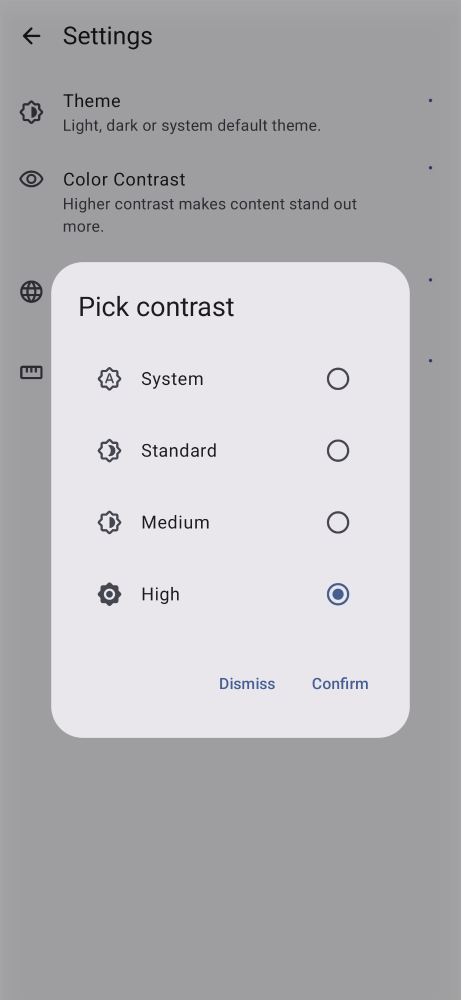 Settings
Theme
Light, dark or system default theme.
Color Contrast
Higher contrast makes content stand out
more.
Pick contrast
System
Standard
Medium
High
Dismiss
Confirm